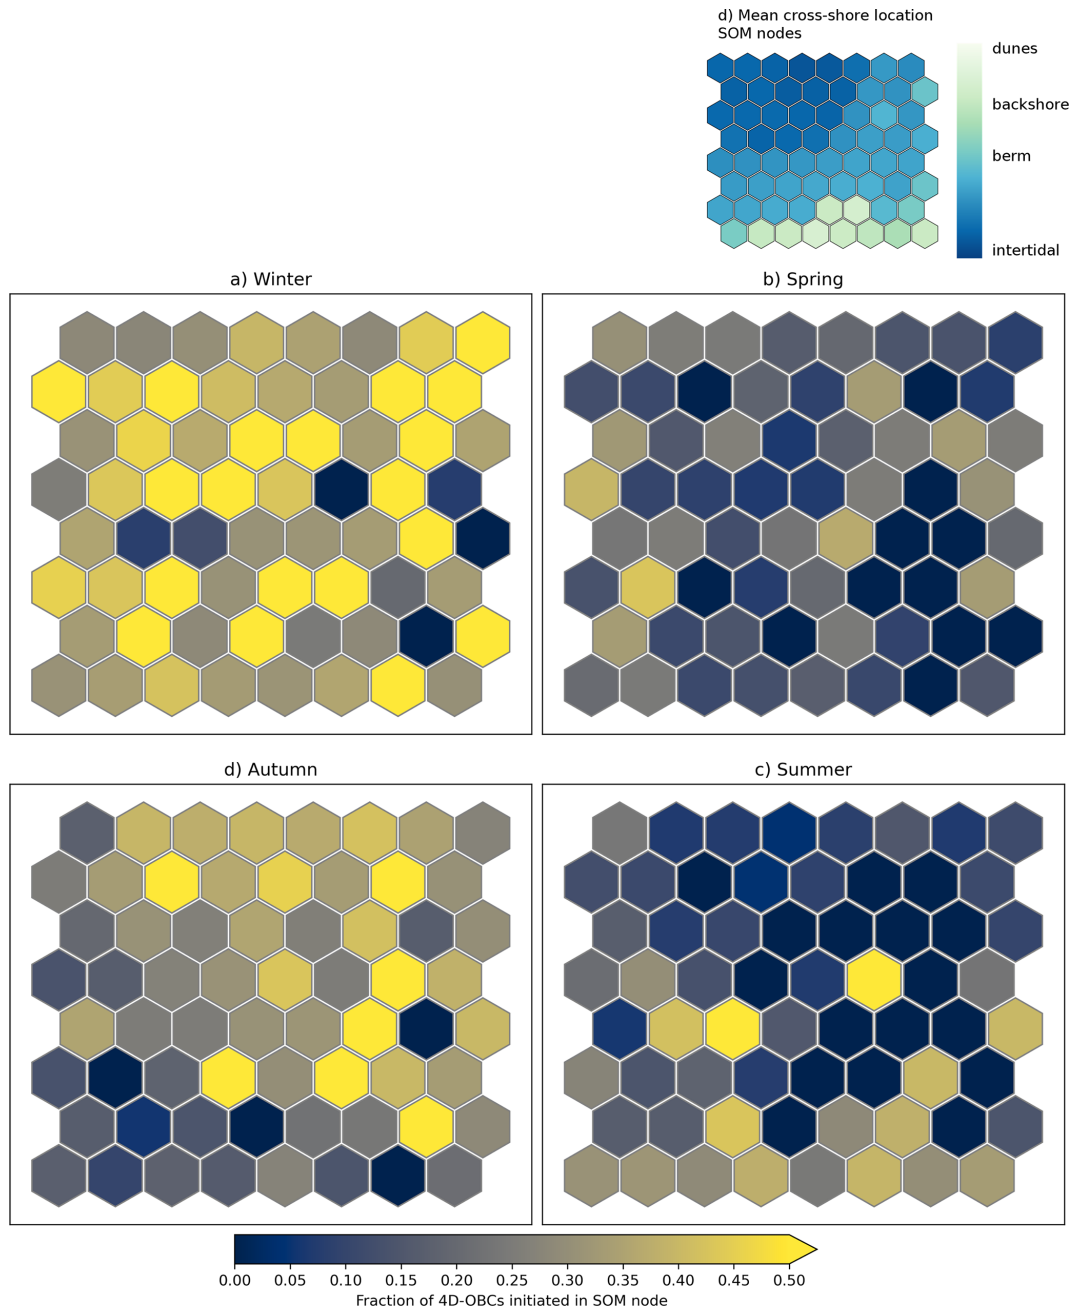 d) Mean cross-shore location
SOM nodes
dunes
backshore
berm
intertidal
a) Winter
b) Spring
d) Autumn
c) Summer
0.00 0.05 0.10 0.15 0.20 0.25 0.30 0.35 0.40 0.45 0.50
Fraction of 4D-OBCs initiated in SOM node